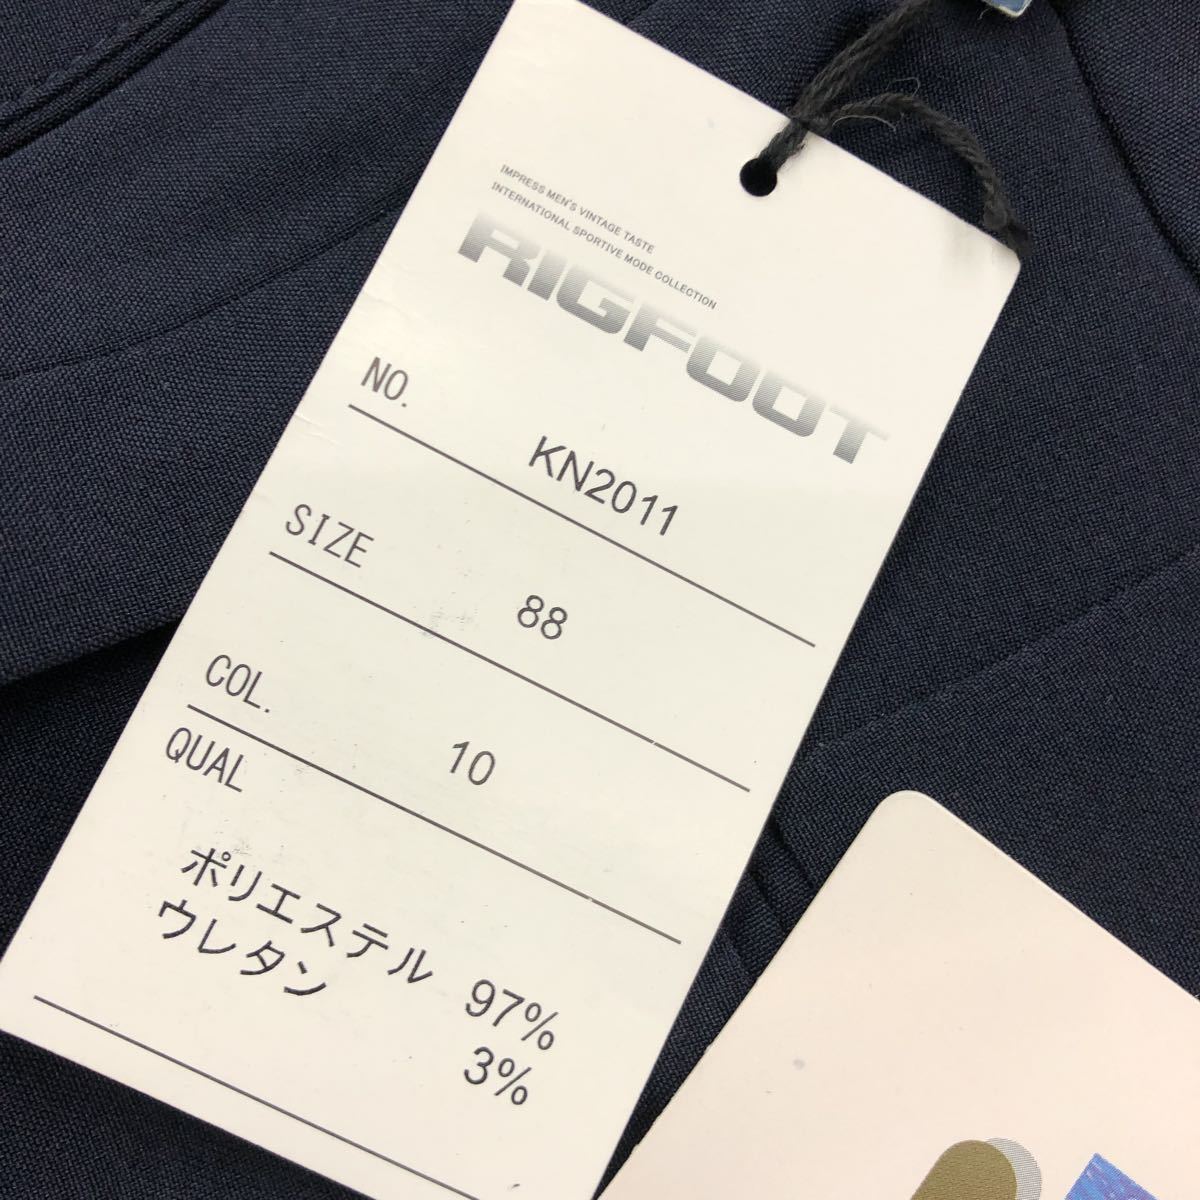 IMPRESS MEN'S VINTAGE TASTE
INTERNATIONAL SPORTIVE MODE COLLECTION
RIGFOOT
NO. KN2011
SIZE 88
COL. 10
QUAL
ポリエステル 97%
ウレタン 3%